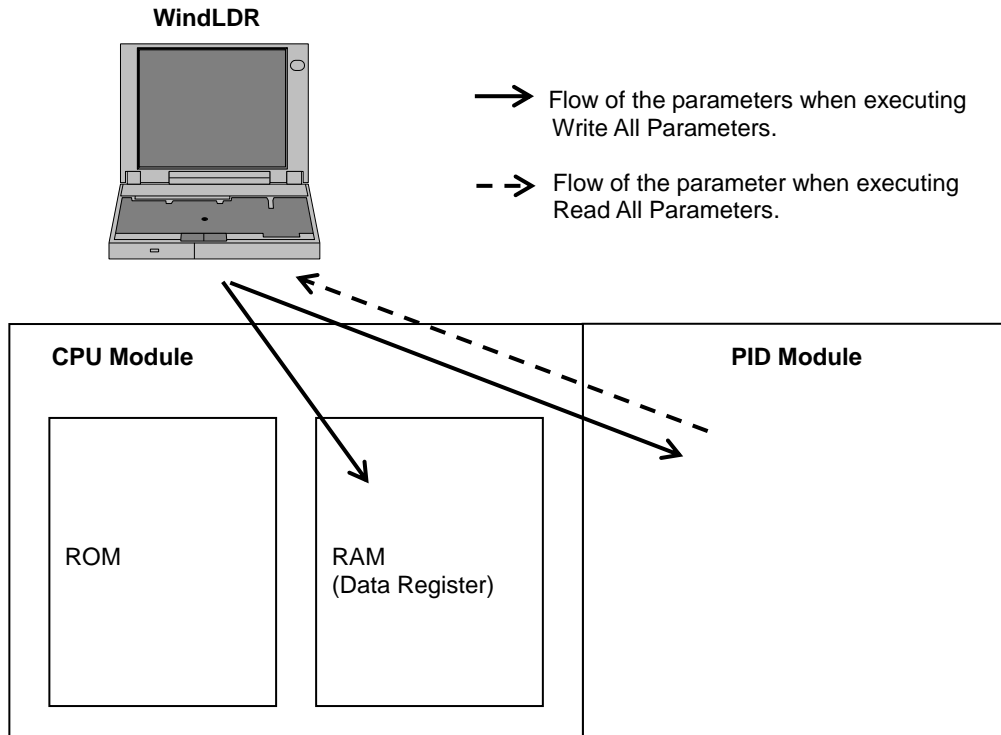 WindLDR
Flow of the parameters when executing
Write All Parameters.
Flow of the parameter when executing
Read All Parameters.
CPU Module
PID Module
ROM
RAM
(Data Register)